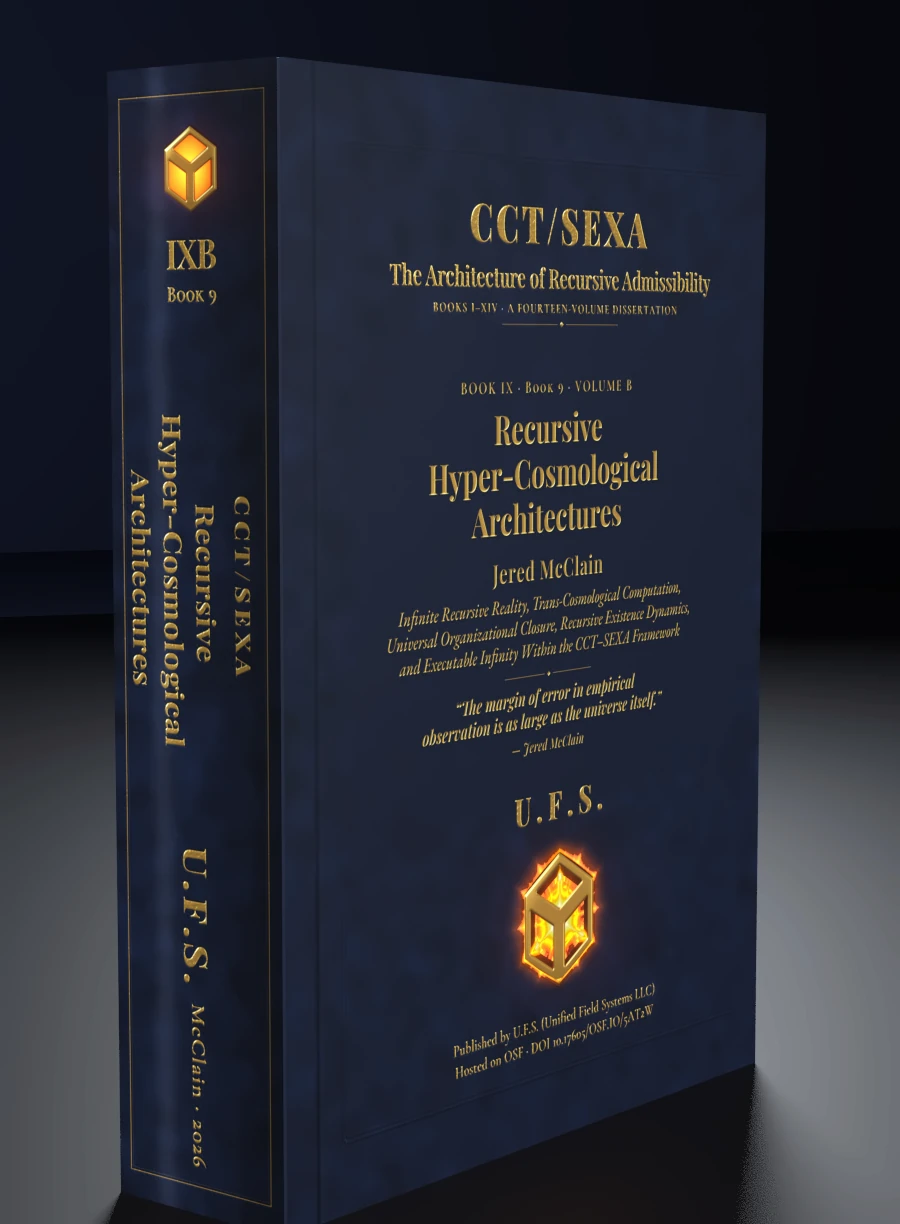 IXB
BOOK 9
CCT/SEXA
Recursive
Hyper-Cosmological
Architectures
U.F.S.
McClain · 2026
CCT/SEXA
The Architecture of Recursive Admissibility
BOOKS I–XIV · A FOURTEEN-VOLUME DISSERTATION
BOOK IX · BOOK 9 · VOLUME B
Recursive
Hyper-Cosmological
Architectures
Jered McClain
Infinite Recursive Reality, Trans-Cosmological Computation,
Universal Organizational Closure, Recursive Existence Dynamics,
and Executable Infinity Within the CCT–SEXA Framework
“The margin of error in empirical
observation is as large as the universe itself.”
— Jered McClain
U.F.S.
Published by U.F.S. (Unified Field Systems LLC)
Hosted on OSF · DOI 10.17605/OSF.IO/5AT2W